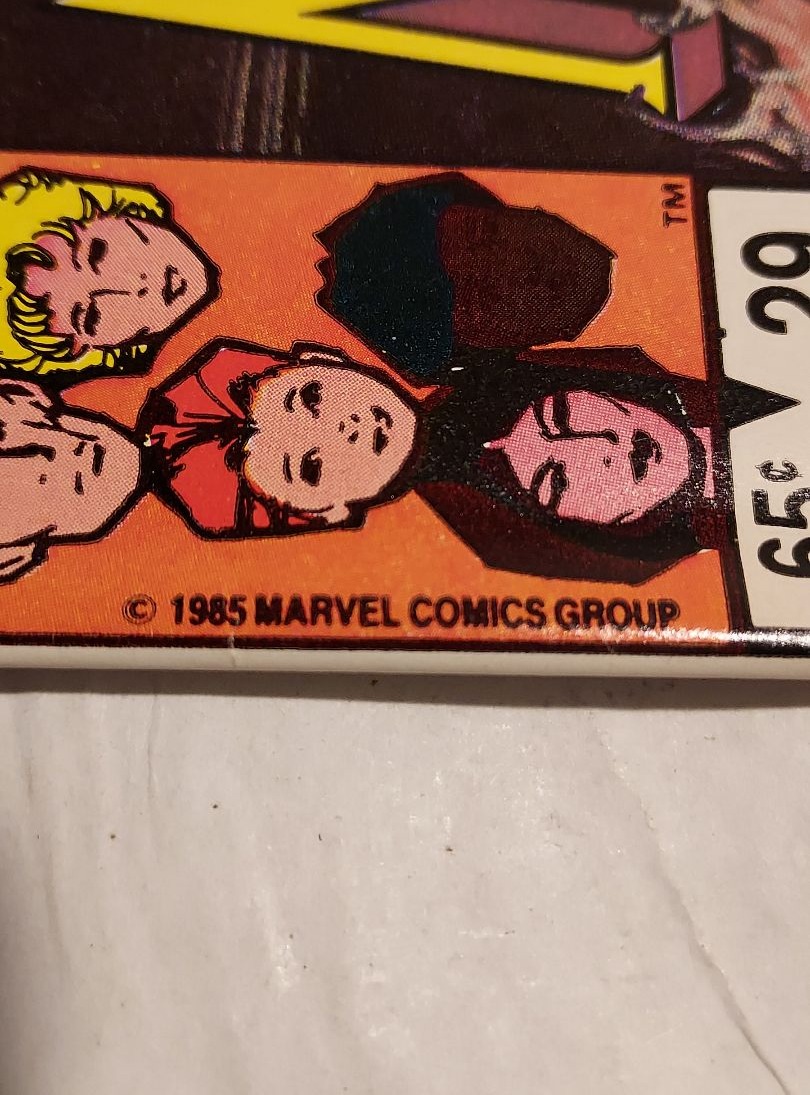 TM
29
65¢
© 1985 MARVEL COMICS GROUP